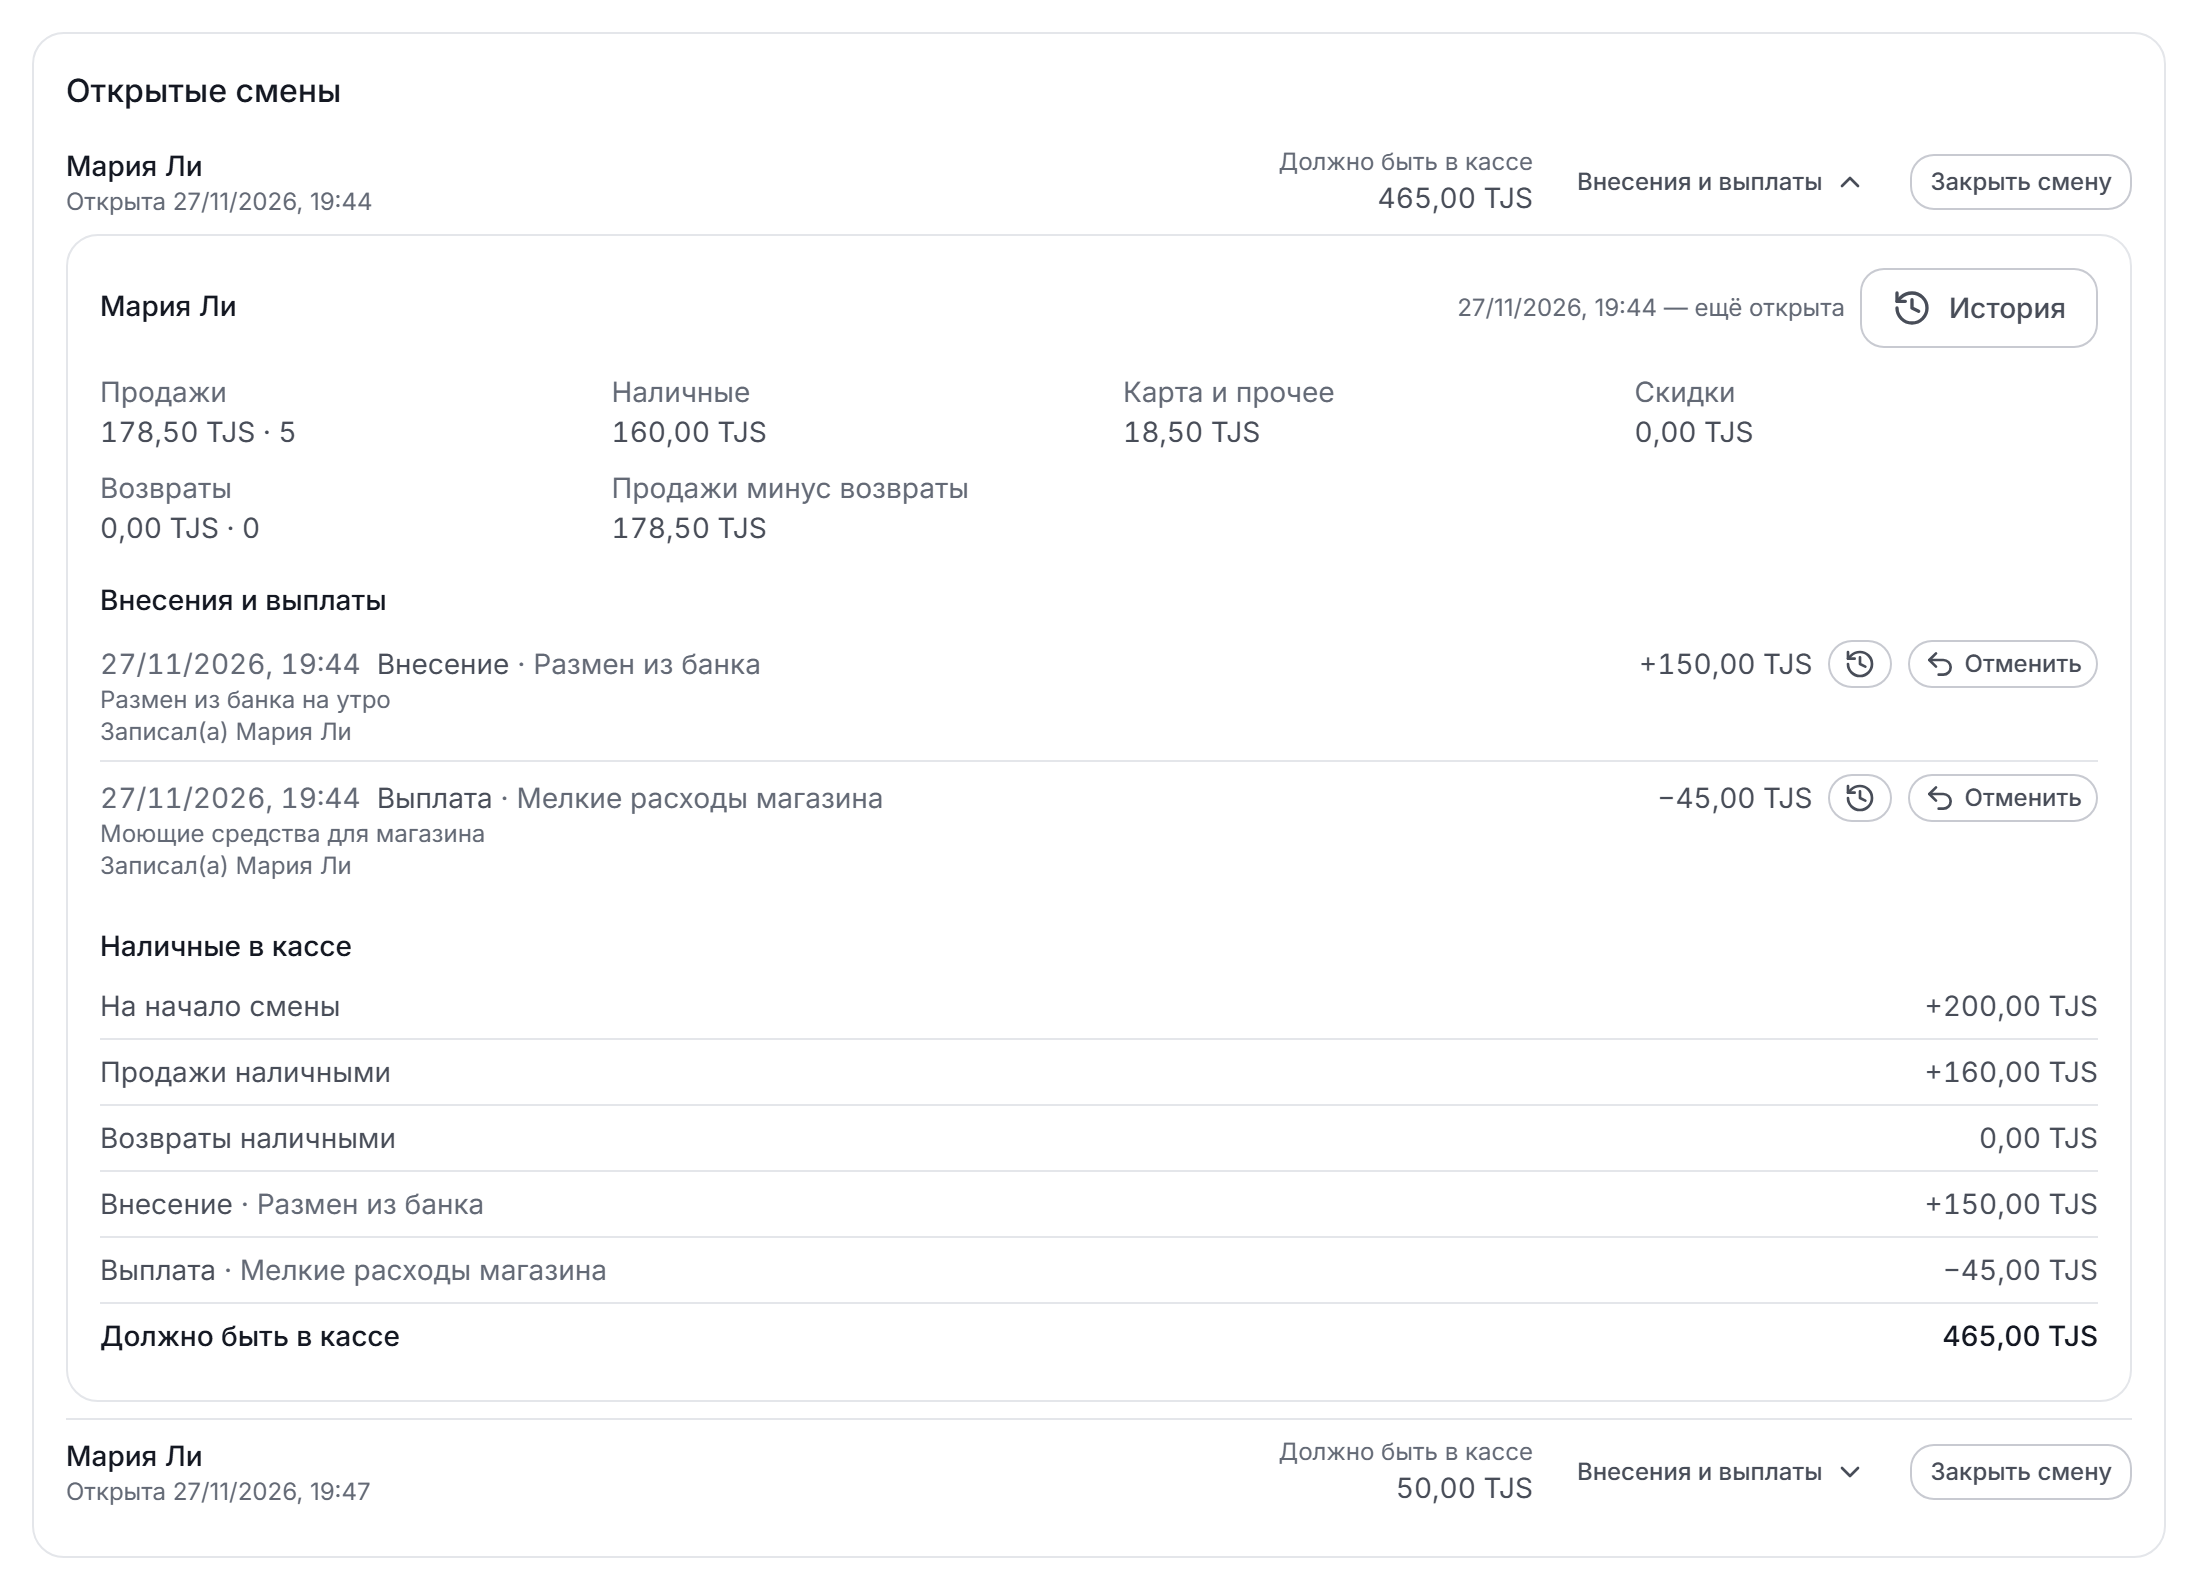 Открытые смены
Мария Ли
Открыта 27/11/2026, 19:44
Должно быть в кассе
465,00 TJS
Внесения и выплаты
Закрыть смену
Мария Ли
27/11/2026, 19:44 — ещё открыта
История
Продажи
178,50 TJS · 5
Наличные
160,00 TJS
Карта и прочее
18,50 TJS
Скидки
0,00 TJS
Возвраты
0,00 TJS · 0
Продажи минус возвраты
178,50 TJS
Внесения и выплаты
27/11/2026, 19:44 Внесение · Размен из банка
+150,00 TJS
Отменить
Размен из банка на утро
Записал(а) Мария Ли
27/11/2026, 19:44 Выплата · Мелкие расходы магазина
−45,00 TJS
Отменить
Моющие средства для магазина
Записал(а) Мария Ли
Наличные в кассе
На начало смены +200,00 TJS
Продажи наличными +160,00 TJS
Возвраты наличными 0,00 TJS
Внесение · Размен из банка +150,00 TJS
Выплата · Мелкие расходы магазина −45,00 TJS
Должно быть в кассе 465,00 TJS
Мария Ли
Открыта 27/11/2026, 19:47
Должно быть в кассе
50,00 TJS
Внесения и выплаты
Закрыть смену